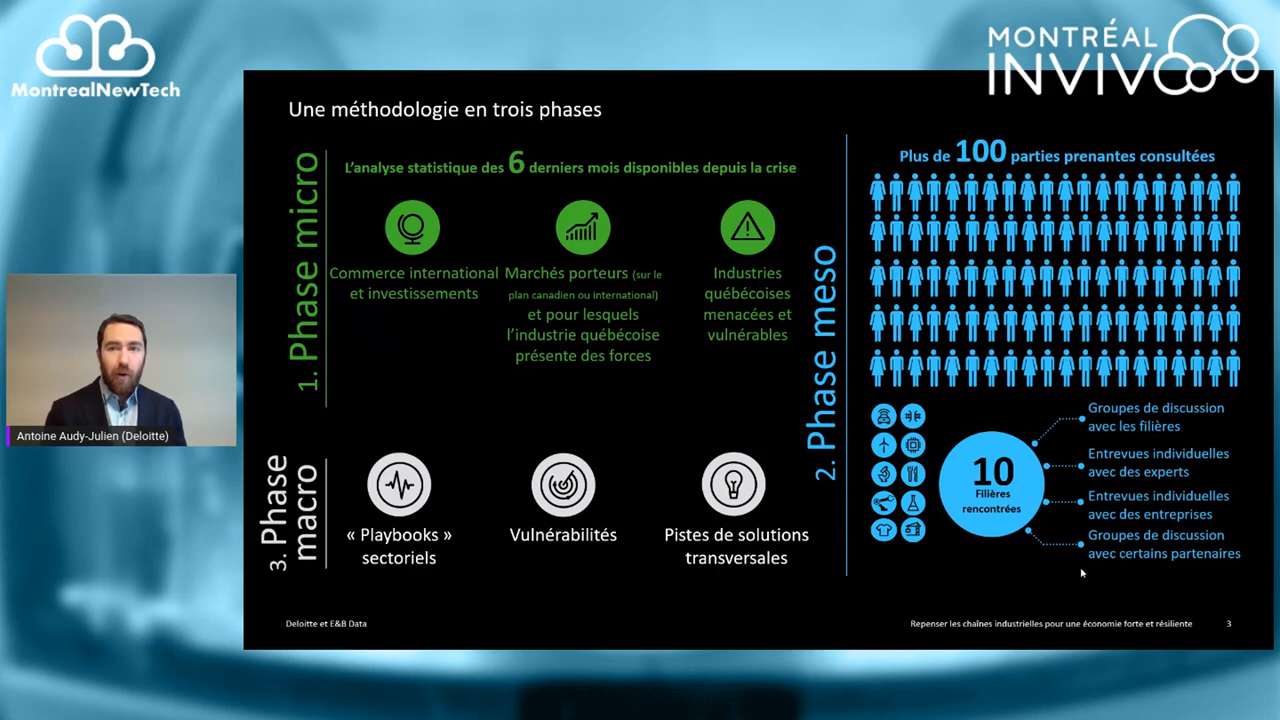 MontrealNewTech
MONTRÉAL
INVIVO
Une méthodologie en trois phases
1. Phase micro
L'analyse statistique des 6 derniers mois disponibles depuis la crise
Commerce international
et investissements
Marchés porteurs (sur le
plan canadien ou international)
et pour lesquels
l'industrie québécoise
présente des forces
Industries
québécoises
menacées et
vulnérables
2. Phase meso
Plus de 100 parties prenantes consultées
10
Filières
rencontrées
Groupes de discussion
avec les filières
Entrevues individuelles
avec des experts
Entrevues individuelles
avec des entreprises
Groupes de discussion
avec certains partenaires
3. Phase
macro
« Playbooks »
sectoriels
Vulnérabilités
Pistes de solutions
transversales
Antoine Audy-Julien (Deloitte)
Deloitte et E&B Data
Repenser les chaînes industrielles pour une économie forte et résiliente
3